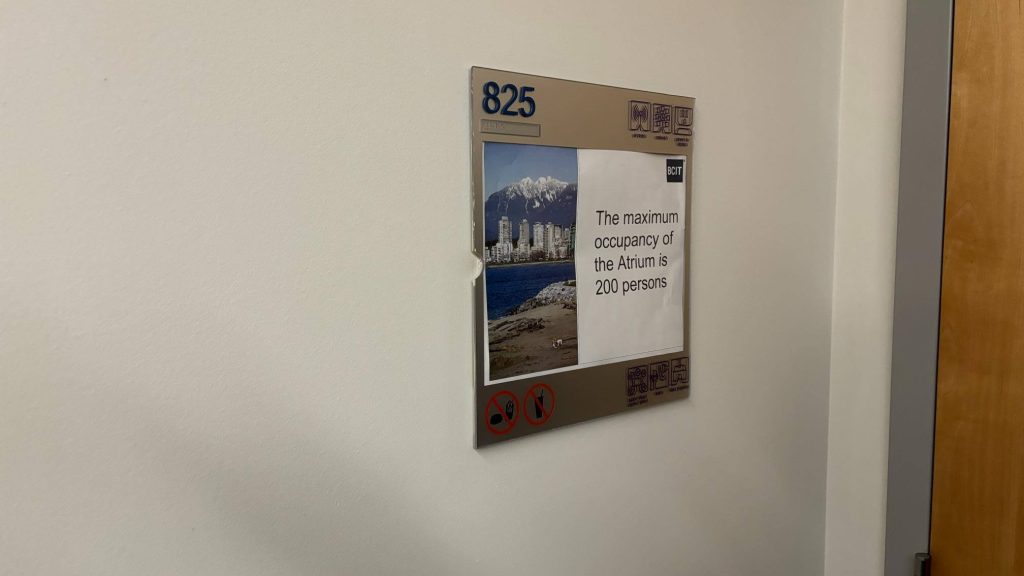 825
BCIT
The maximum
occupancy of
the Atrium is
200 persons